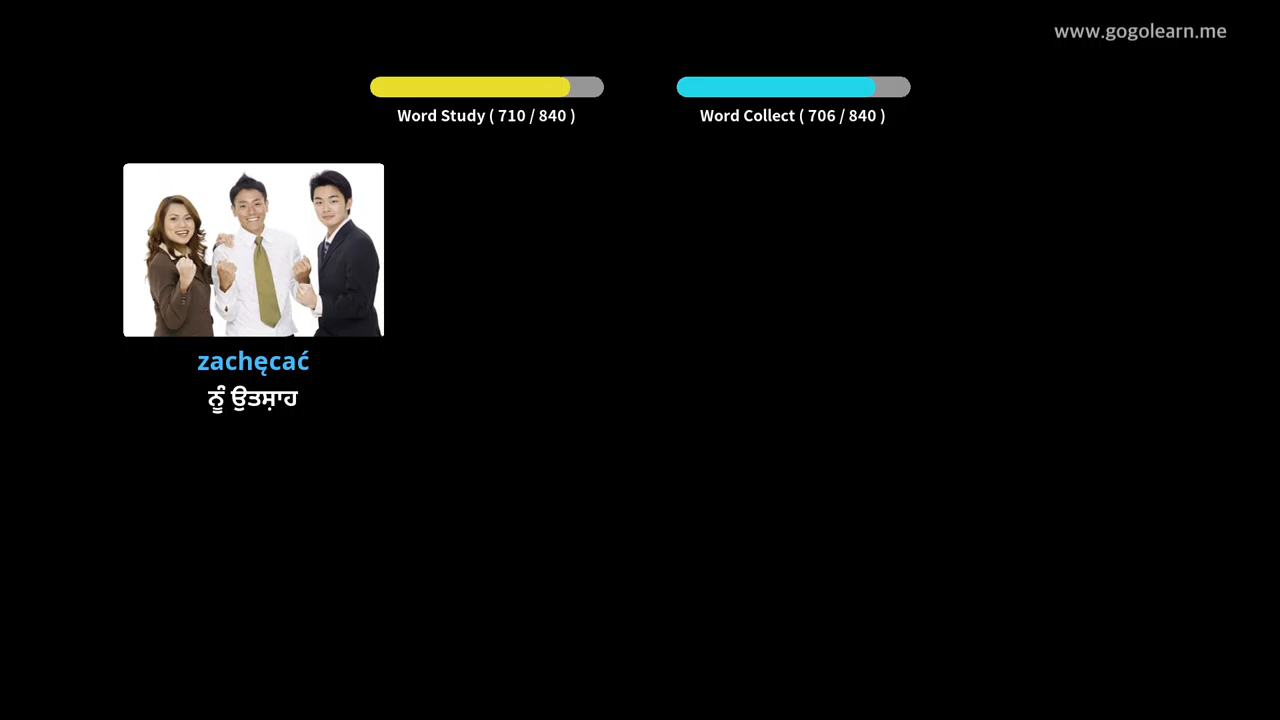 www.gogolearn.me
Word Study ( 710 / 840 )
Word Collect ( 706 / 840 )
zachęcać
ਨੂੰ ਉਤਸ਼ਾਹ